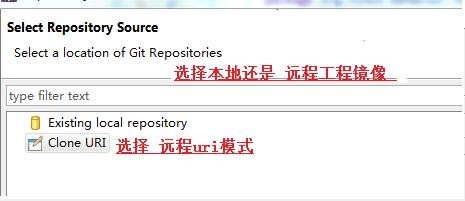 Select Repository Source
Select a location of Git Repositories
选择本地还是 远程工程镜像
type filter text
Existing local repository
Clone URI
选择 远程uri模式